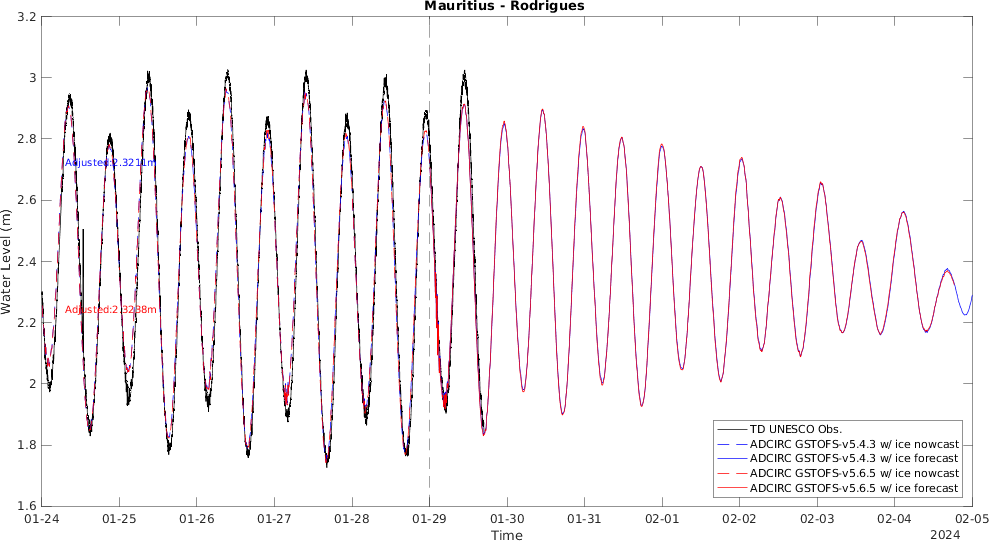 Mauritius - Rodrigues
3.2
3
2.8
2.6
2.4
2.2
2
1.8
1.6
Water Level (m)
Adjusted:2.3211m
Adjusted:2.3238m
TD UNESCO Obs.
ADCIRC GSTOFS-v5.4.3 w/ ice nowcast
ADCIRC GSTOFS-v5.4.3 w/ ice forecast
ADCIRC GSTOFS-v5.6.5 w/ ice nowcast
ADCIRC GSTOFS-v5.6.5 w/ ice forecast
01-24 01-25 01-26 01-27 01-28 01-29 01-30 01-31 02-01 02-02 02-03 02-04 02-05
Time
2024